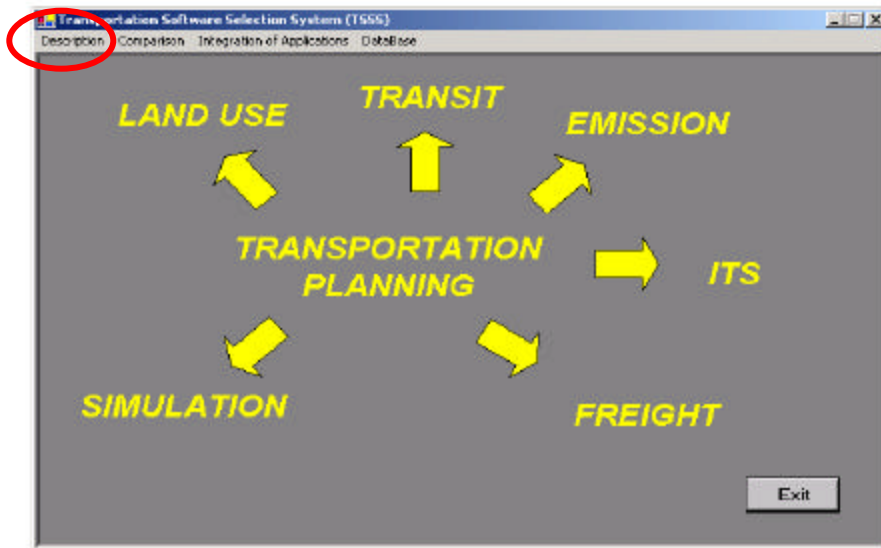 Transportation Software Selection System (TSSS)
Description Comparison Integration of Applications DataBase
LAND USE
TRANSIT
EMISSION
TRANSPORTATION
PLANNING
ITS
SIMULATION
FREIGHT
Exit